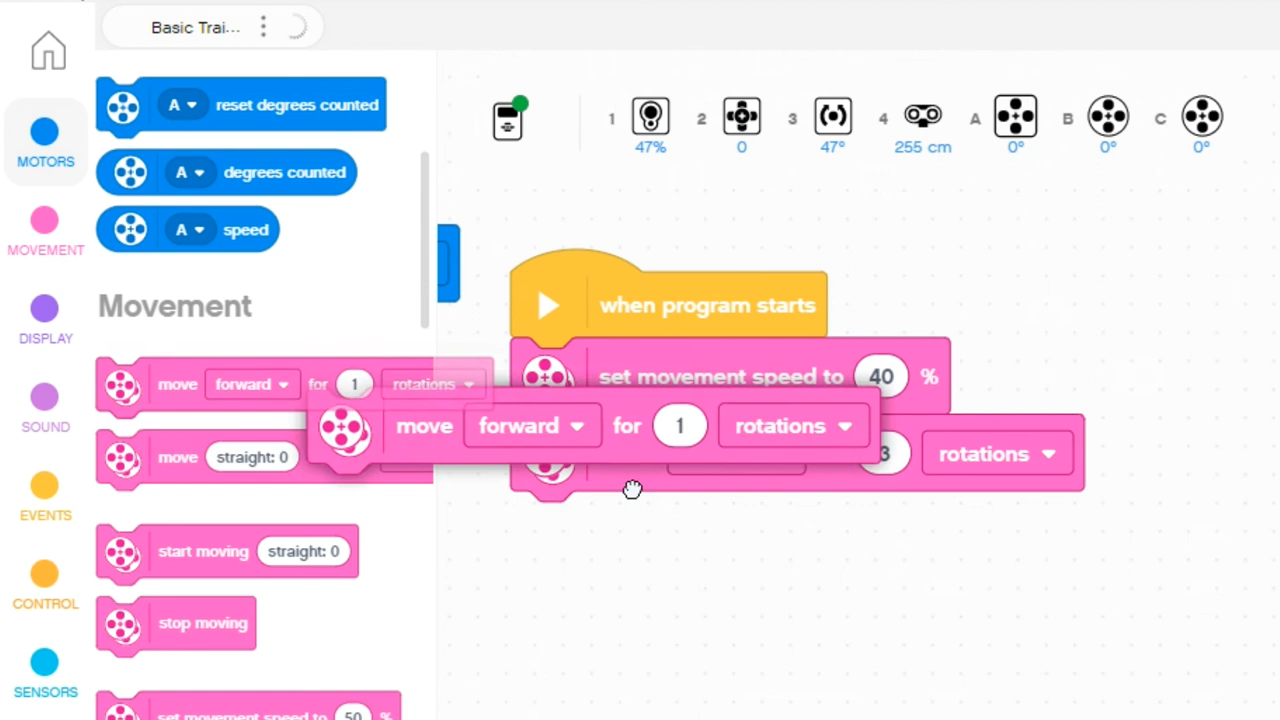 Basic Trai...
MOTORS
MOVEMENT
DISPLAY
SOUND
EVENTS
CONTROL
SENSORS
A reset degrees counted
A degrees counted
A speed
Movement
move forward for 1 rotations
move straight: 0
start moving straight: 0
stop moving
set movement speed to 50 %
1 2 3 4 A B C
47% 0 47° 255 cm 0° 0° 0°
when program starts
set movement speed to 40 %
move forward for 1 rotations
3 rotations